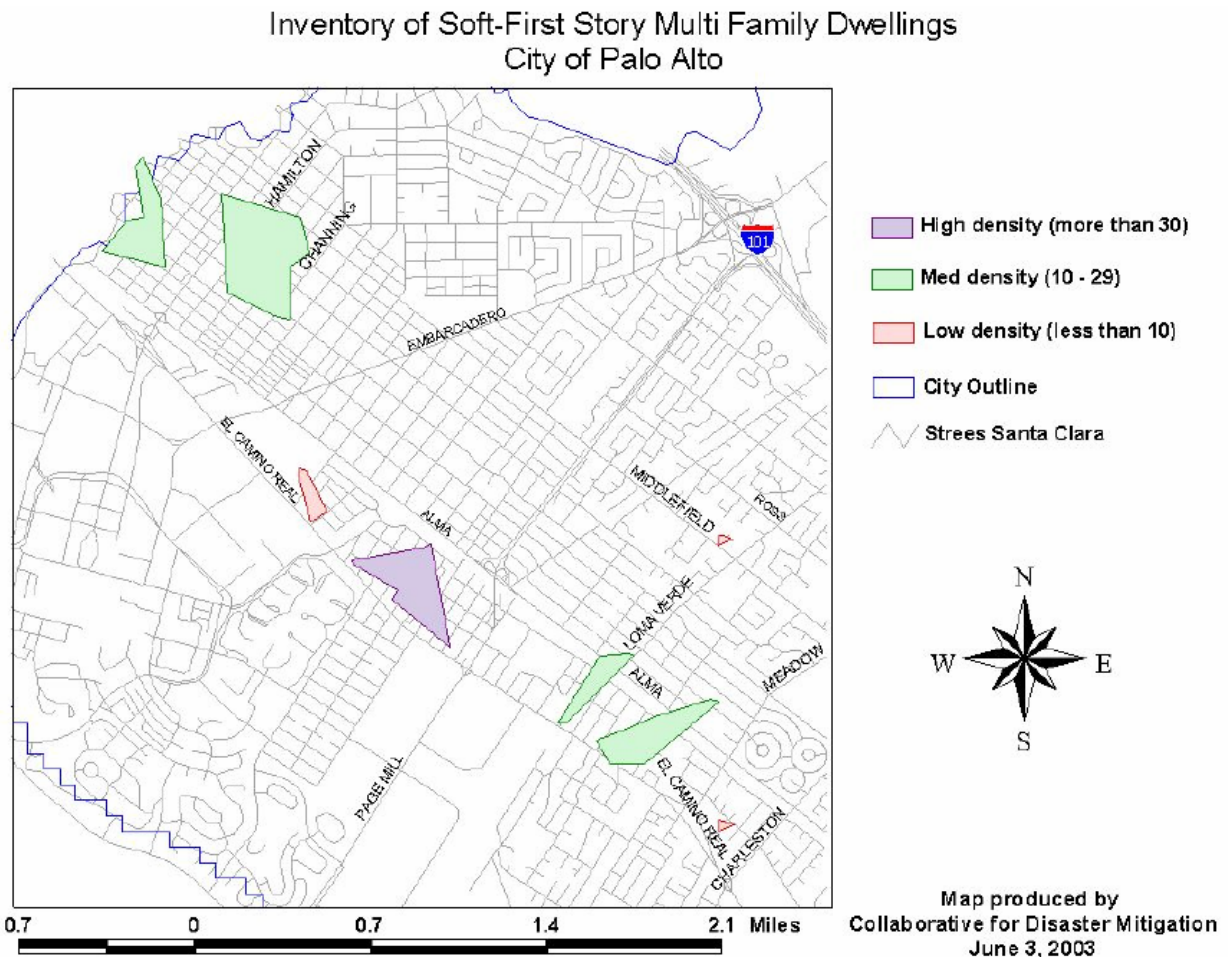 Inventory of Soft-First Story Multi Family Dwellings
City of Palo Alto
HAMILTON
CHANNING
101
EMBARCADERO
EL CAMINO REAL
ALMA
MIDDLEFIELD
ROSS
LOMA VERDE
ALMA
MEADOW
PAGE MILL
EL CAMINO REAL
CHARLESTON
High density (more than 30)
Med density (10 - 29)
Low density (less than 10)
City Outline
Strees Santa Clara
N
W E
S
0.7 0 0.7 1.4 2.1 Miles
Map produced by
Collaborative for Disaster Mitigation
June 3, 2003